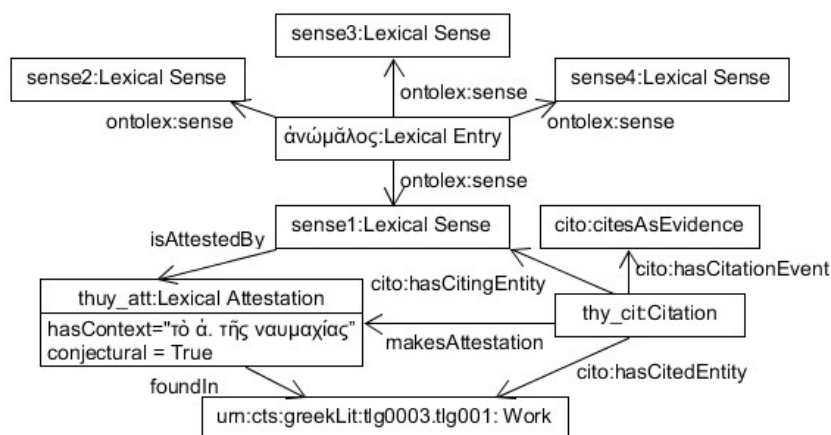 sense3:Lexical Sense
sense2:Lexical Sense
sense4:Lexical Sense
ontolex:sense
ontolex:sense
ontolex:sense
ἀνώμᾰλος:Lexical Entry
ontolex:sense
sense1:Lexical Sense
cito:citesAsEvidence
isAttestedBy
cito:hasCitingEntity
cito:hasCitationEvent
thuy_att:Lexical Attestation
hasContext="τὸ ἀ. τῆς ναυμαχίας"
conjectural = True
thy_cit:Citation
makesAttestation
foundIn
cito:hasCitedEntity
urn:cts:greekLit:tlg0003.tlg001: Work